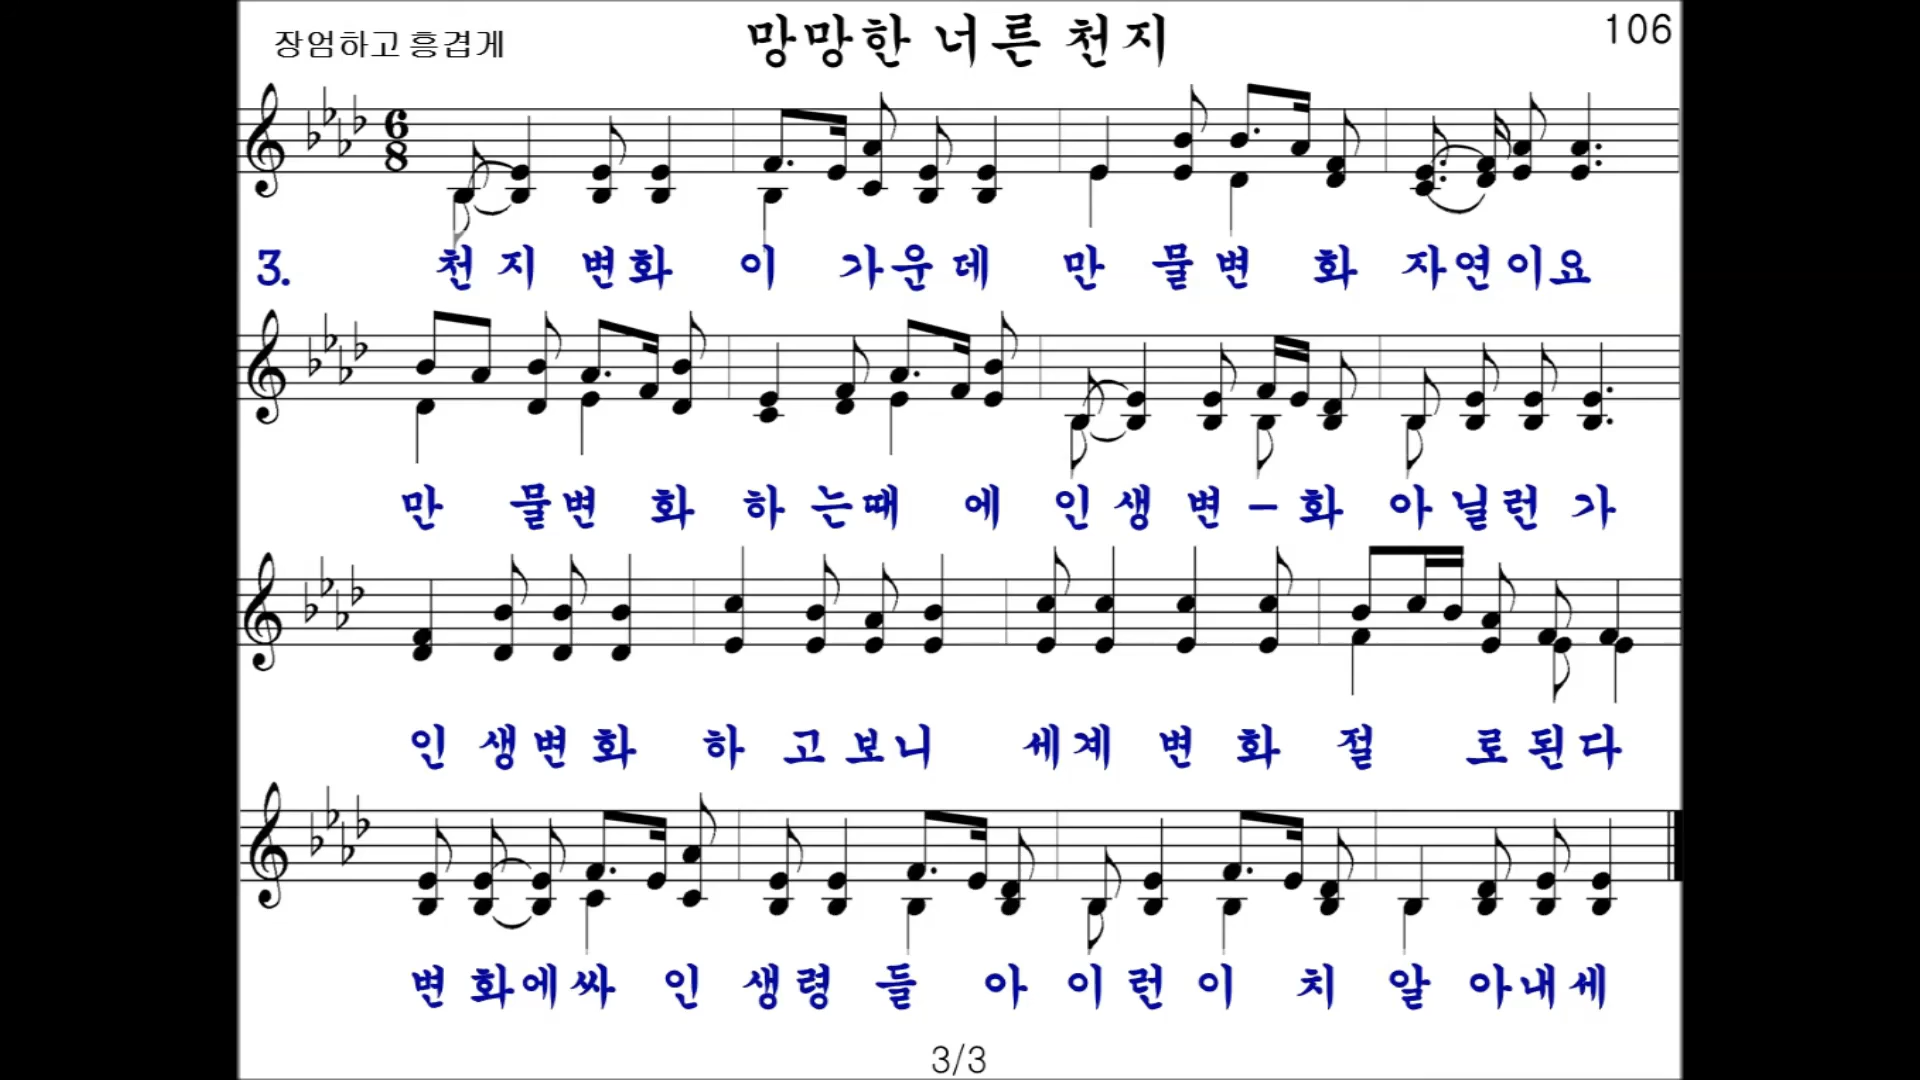 장엄하고 흥겹게 망망한 너른 천지 106
3. 천지 변화 이 가운데 만 물변 화 자연이요
만 물변 화 하 는때 에 인 생 변 - 화 아 닐런 가
인 생변 화 하 고 보니 세계 변 화 절 로 된다
변 화에싸 인 생령 들 아 이 런 이 치 알 아내세
3/3